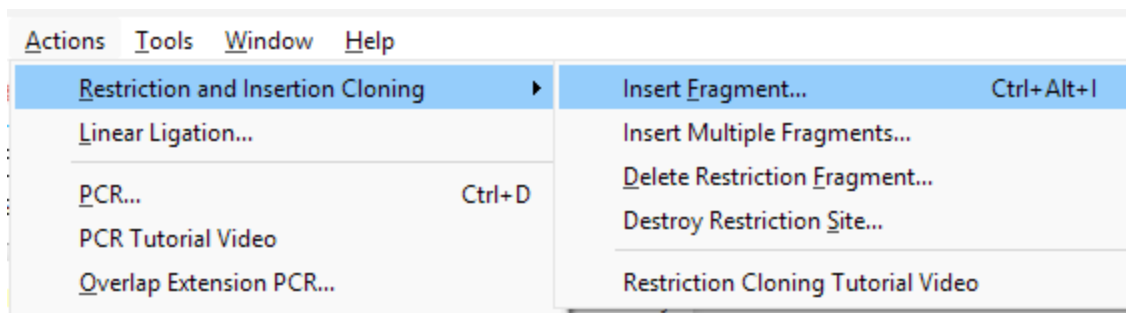 Actions Tools Window Help
Restriction and Insertion Cloning
Linear Ligation...
PCR... Ctrl+D
PCR Tutorial Video
Overlap Extension PCR...
Insert Fragment... Ctrl+Alt+I
Insert Multiple Fragments...
Delete Restriction Fragment...
Destroy Restriction Site...
Restriction Cloning Tutorial Video